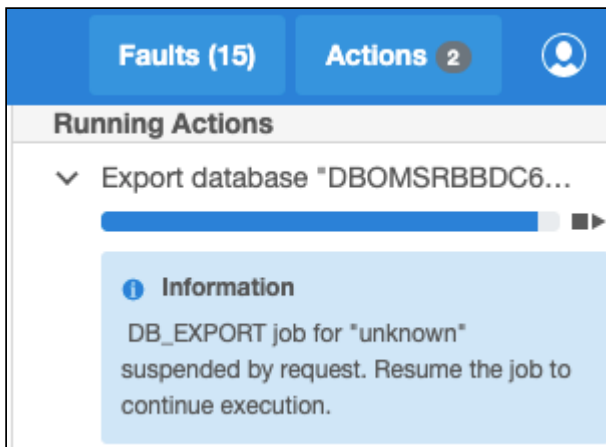 Faults (15) Actions 2
Running Actions
Export database "DBOMSRBBDC6...
Information
DB_EXPORT job for "unknown"
suspended by request. Resume the job to
continue execution.